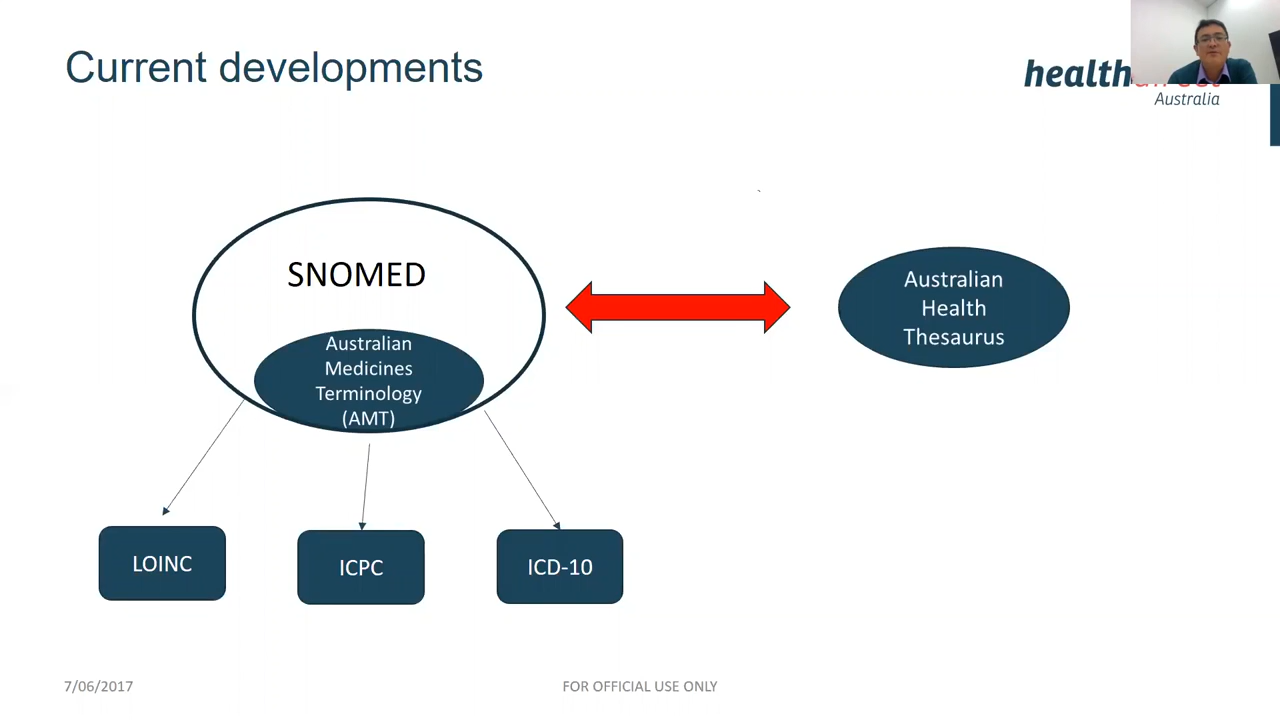 Current developments
health
Australia
SNOMED
Australian
Medicines
Terminology
(AMT)
Australian
Health
Thesaurus
LOINC
ICPC
ICD-10
7/06/2017
FOR OFFICIAL USE ONLY